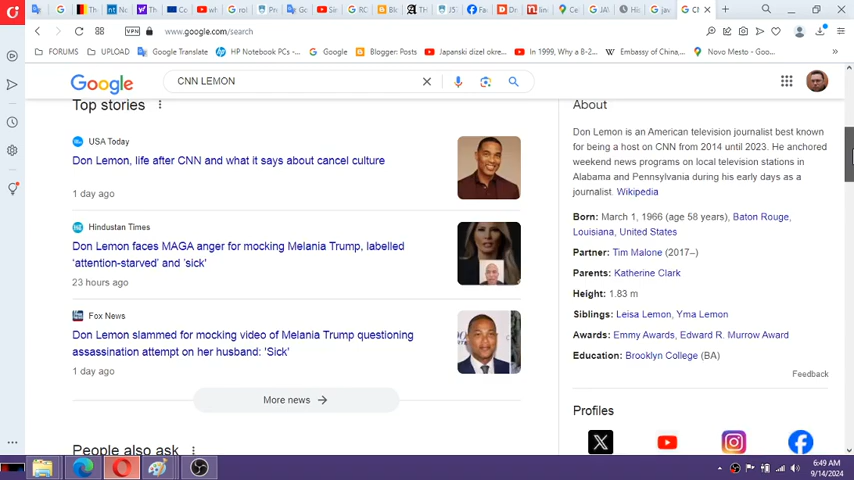 www.google.com/search
FORUMS UPLOAD Google Translate HP Notebook PC -... Google Blogger: Posts Japanski dizel okre... In 1999, Why a B-2... Embassy of China,... Novo Mesto - Goo...
Google CNN LEMON
Top stories
USA Today
Don Lemon, life after CNN and what it says about cancel culture
1 day ago
Hindustan Times
Don Lemon faces MAGA anger for mocking Melania Trump, labelled
'attention-starved' and 'sick'
23 hours ago
Fox News
Don Lemon slammed for mocking video of Melania Trump questioning
assassination attempt on her husband: 'Sick'
1 day ago
More news
People also ask
About
Don Lemon is an American television journalist best known
for being a host on CNN from 2014 until 2023. He anchored
weekend news programs on local television stations in
Alabama and Pennsylvania during his early days as a
journalist. Wikipedia
Born: March 1, 1966 (age 58 years), Baton Rouge,
Louisiana, United States
Partner: Tim Malone (2017–)
Parents: Katherine Clark
Height: 1.83 m
Siblings: Leisa Lemon, Yma Lemon
Awards: Emmy Awards, Edward R. Murrow Award
Education: Brooklyn College (BA)
Feedback
Profiles
6:49 AM
9/14/2024